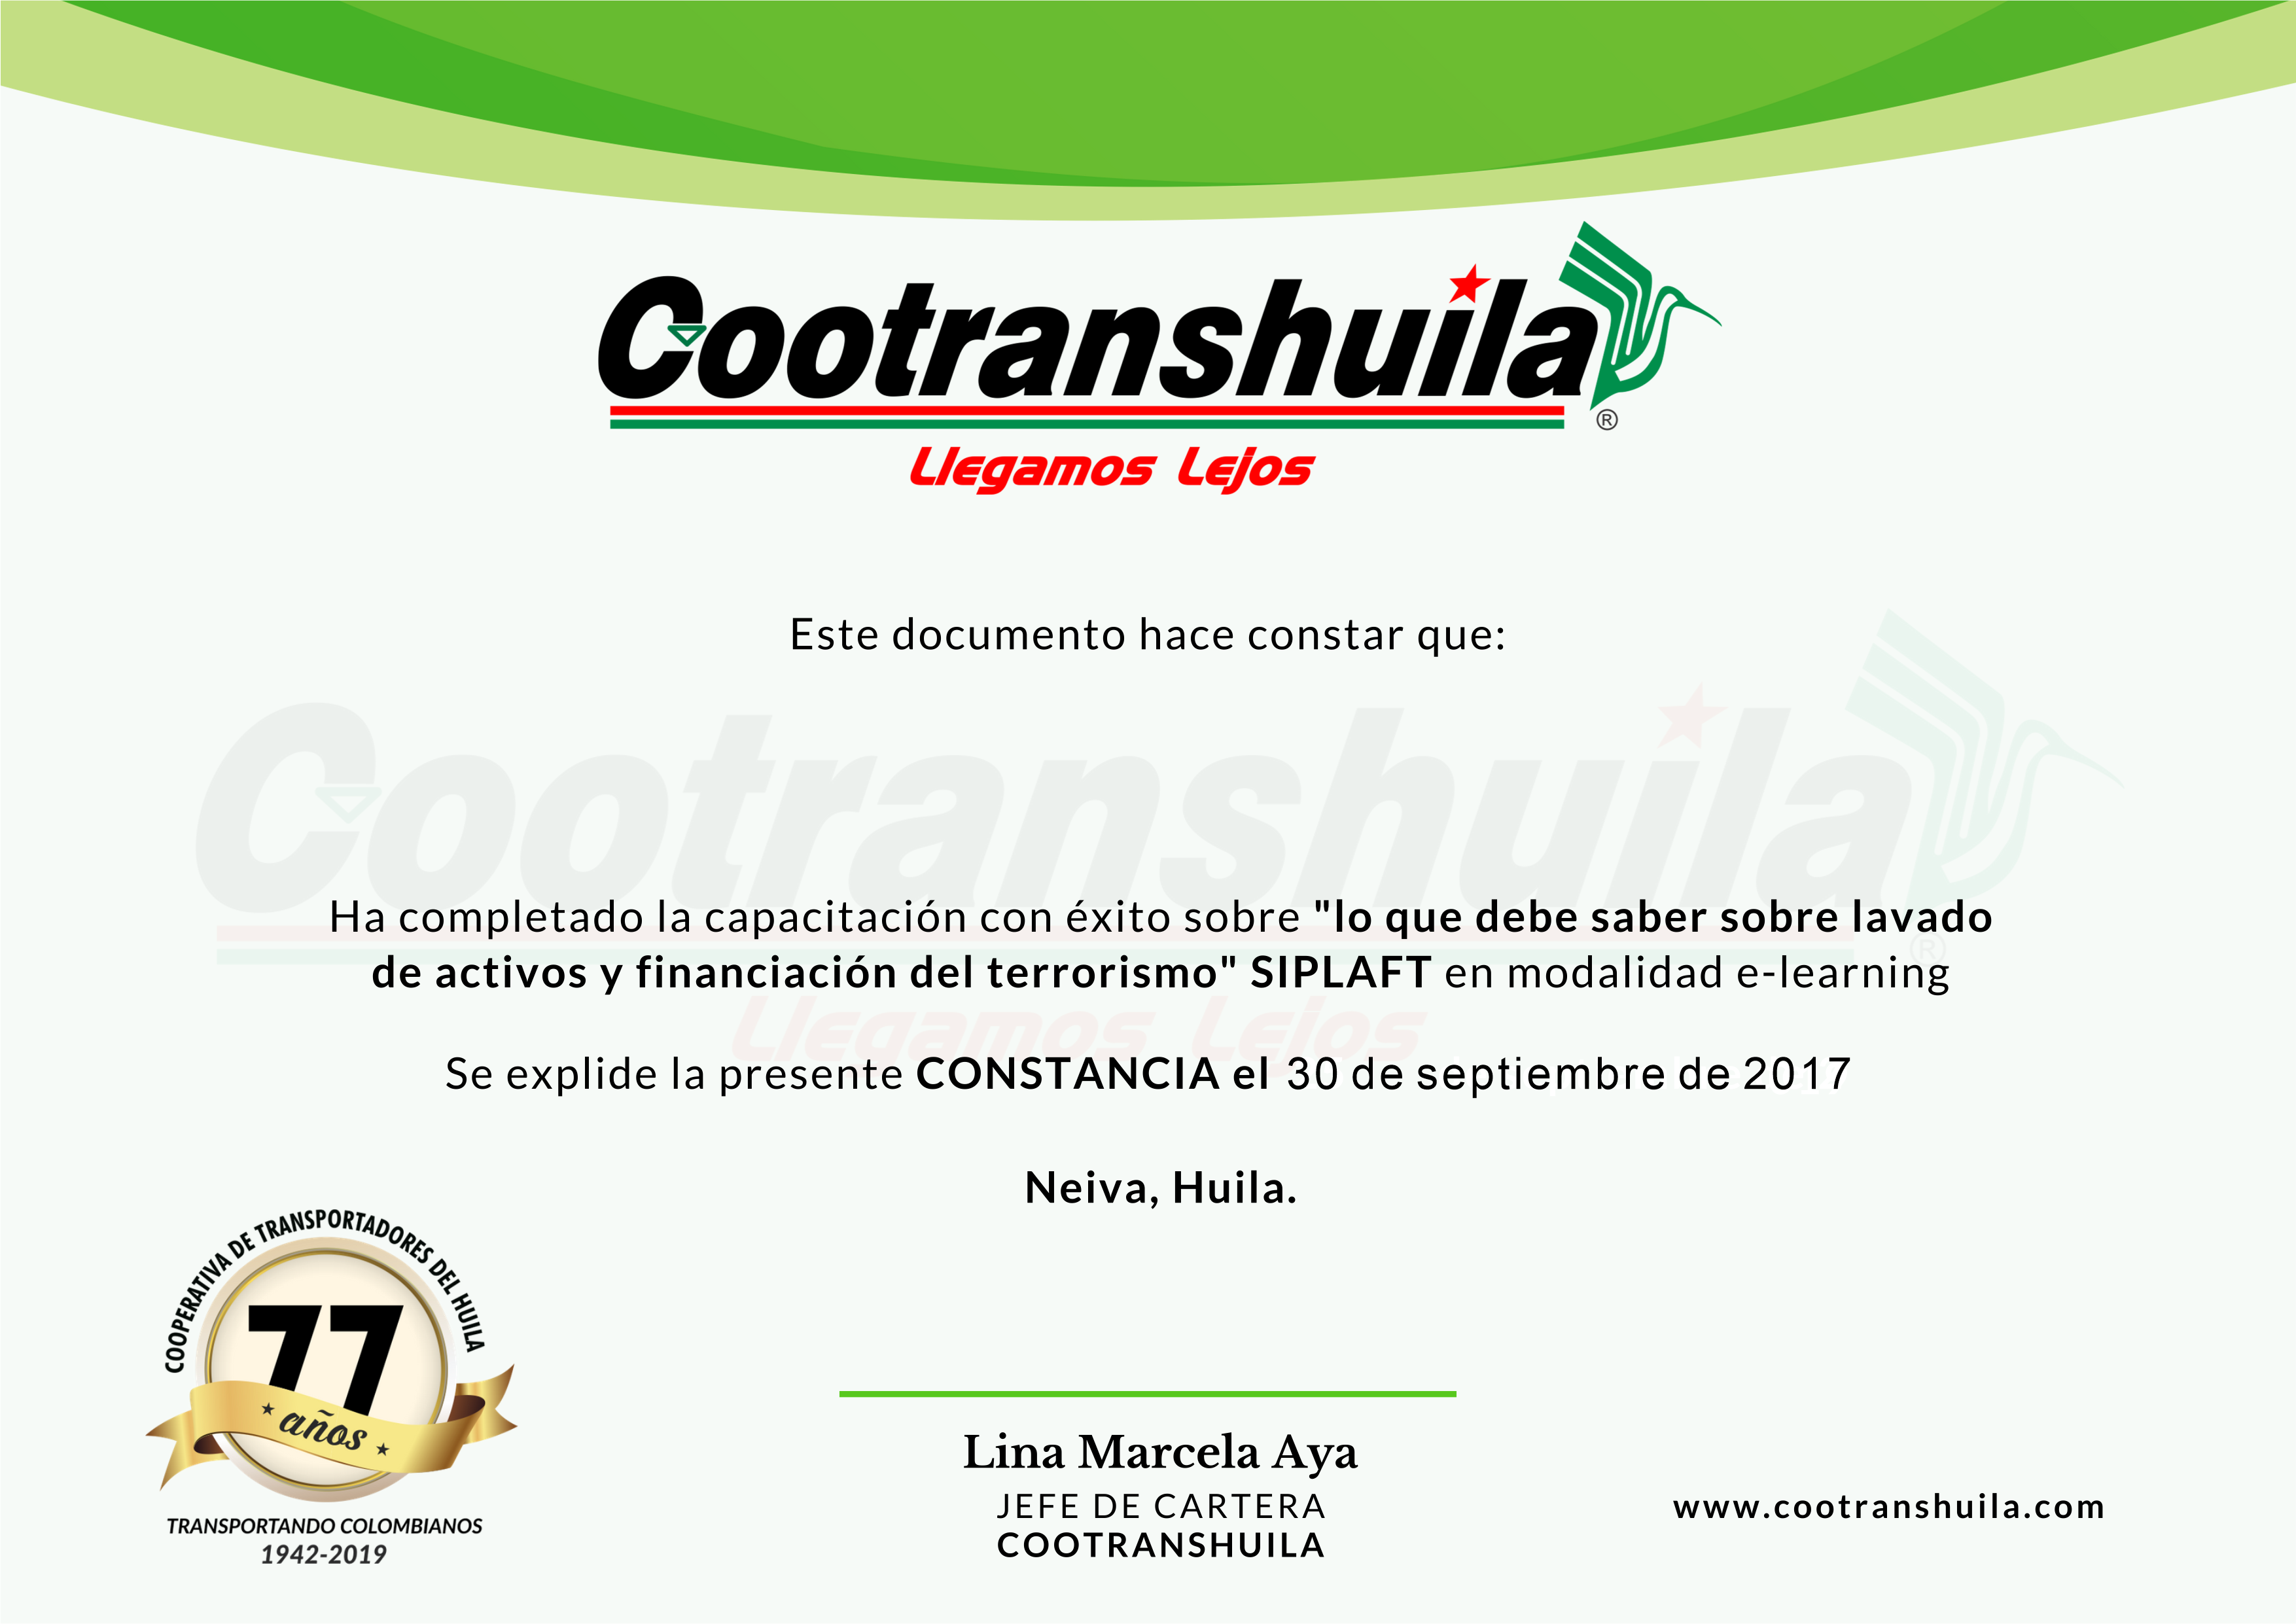 Cootranshuila
®
Llegamos Lejos
Este documento hace constar que:
Cootranshuila
®
Llegamos Lejos
Ha completado la capacitación con éxito sobre "lo que debe saber sobre lavado
de activos y financiación del terrorismo" SIPLAFT en modalidad e-learning
Se explide la presente CONSTANCIA el 30 de septiembre de 2017
Neiva, Huila.
COOPERATIVA DE TRANSPORTADORES DEL HUILA
77
años
TRANSPORTANDO COLOMBIANOS
1942-2019
Lina Marcela Aya
JEFE DE CARTERA
COOTRANSHUILA
www.cootranshuila.com